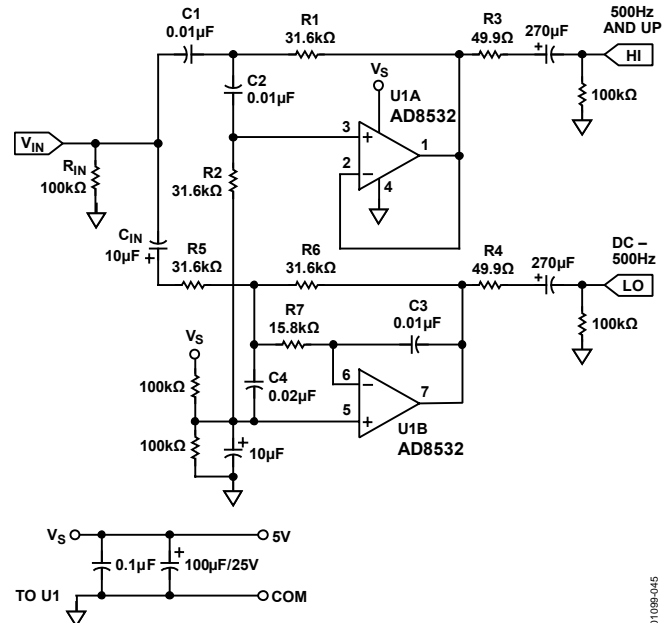 C1
0.01µF
R1
31.6kΩ
R3
49.9Ω
270µF
+
500Hz
AND UP
HI
100kΩ
C2
0.01µF
VS
U1A
AD8532
3
+
1
2
–
4
VIN
RIN
100kΩ
R2
31.6kΩ
CIN
10µF
+
R5
31.6kΩ
R6
31.6kΩ
R4
49.9Ω
270µF
+
DC –
500Hz
LO
100kΩ
R7
15.8kΩ
C3
0.01µF
VS
100kΩ
C4
0.02µF
6
–
7
5
+
U1B
AD8532
100kΩ
+
10µF
VS
5V
0.1µF
+
100µF/25V
TO U1
COM
01099-045